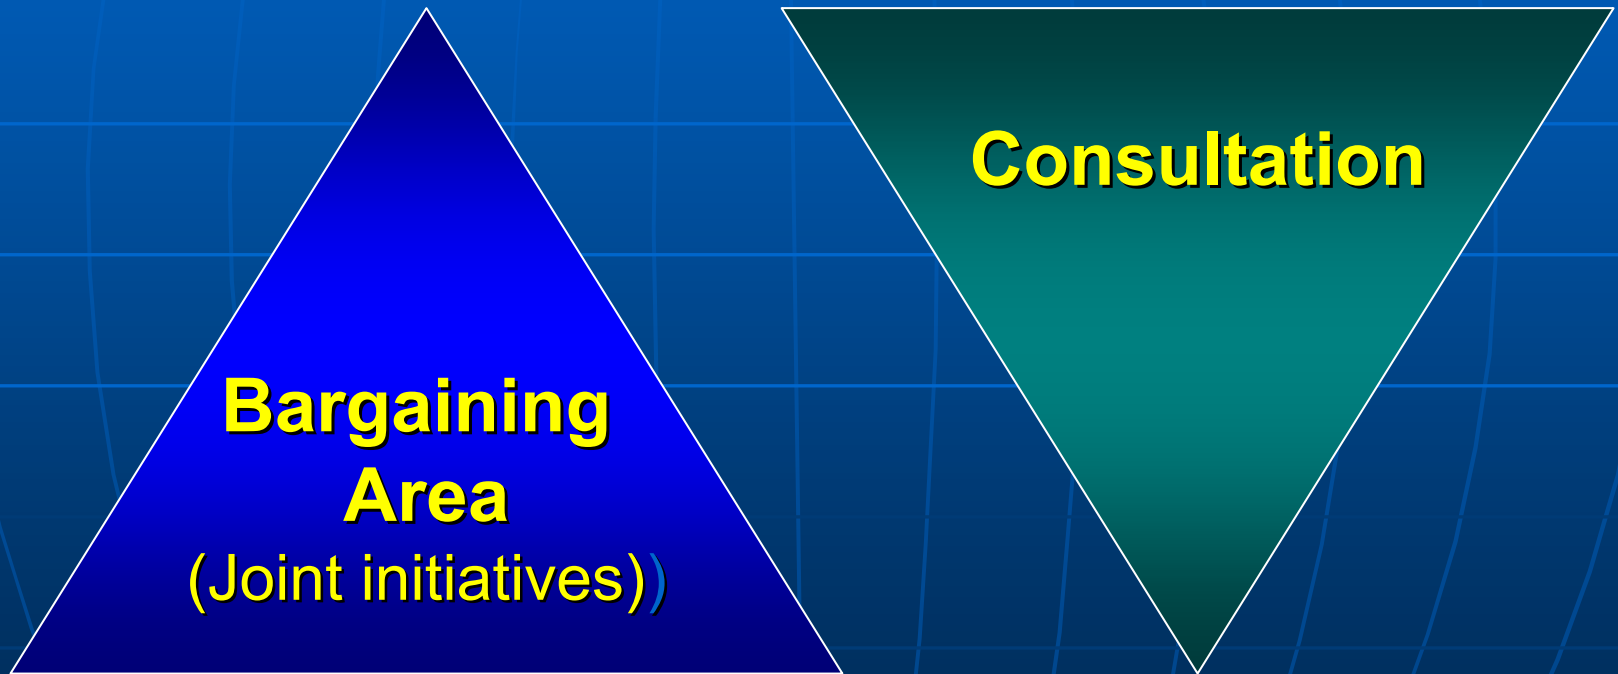 Consultation
Bargaining
Area
(Joint initiatives))